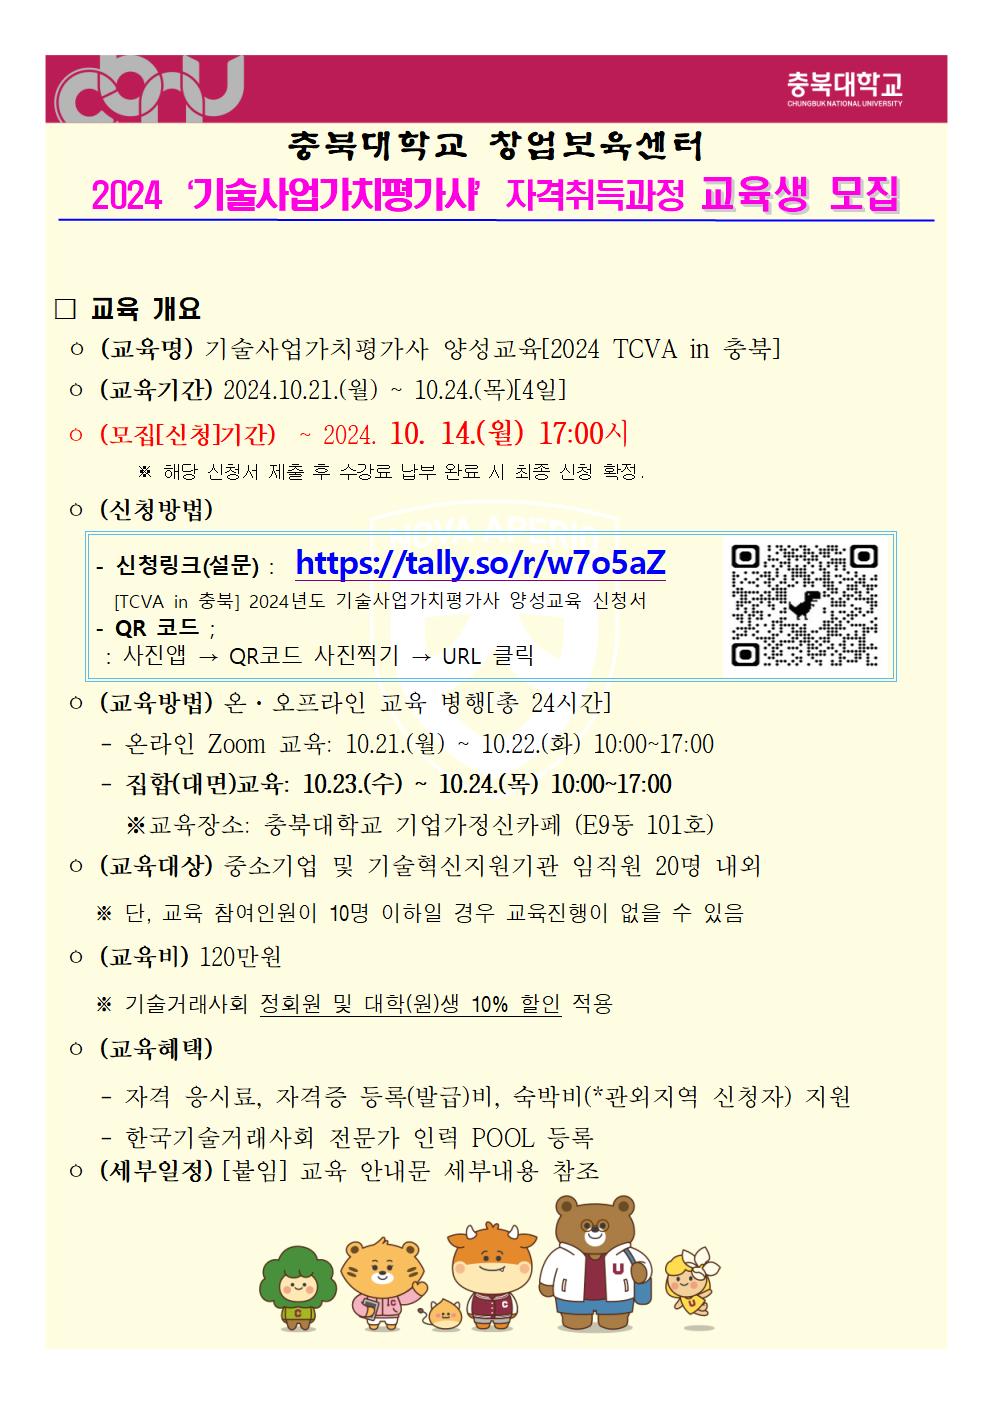 충북대학교
CHUNGBUK NATIONAL UNIVERSITY
충북대학교 창업보육센터
2024 '기술사업가치평가사' 자격취득과정 교육생 모집
□ 교육 개요
ㅇ (교육명) 기술사업가치평가사 양성교육[2024 TCVA in 충북]
ㅇ (교육기간) 2024.10.21.(월) ~ 10.24.(목)[4일]
ㅇ (모집[신청]기간) ~ 2024. 10. 14.(월) 17:00시
※ 해당 신청서 제출 후 수강료 납부 완료 시 최종 신청 확정.
ㅇ (신청방법)
NOVA APERIO
- 신청링크(설문) : https://tally.so/r/w7o5aZ
[TCVA in 충북] 2024년도 기술사업가치평가사 양성교육 신청서
- QR 코드 ;
: 사진앱 → QR코드 사진찍기 → URL 클릭
ㅇ (교육방법) 온・오프라인 교육 병행[총 24시간]
- 온라인 Zoom 교육: 10.21.(월) ~ 10.22.(화) 10:00~17:00
- 집합(대면)교육: 10.23.(수) ~ 10.24.(목) 10:00~17:00
※교육장소: 충북대학교 기업가정신카페 (E9동 101호)
ㅇ (교육대상) 중소기업 및 기술혁신지원기관 임직원 20명 내외
※ 단, 교육 참여인원이 10명 이하일 경우 교육진행이 없을 수 있음
ㅇ (교육비) 120만원
※ 기술거래사회 정회원 및 대학(원)생 10% 할인 적용
ㅇ (교육혜택)
- 자격 응시료, 자격증 등록(발급)비, 숙박비(*관외지역 신청자) 지원
- 한국기술거래사회 전문가 인력 POOL 등록
ㅇ (세부일정) [붙임] 교육 안내문 세부내용 참조
C
C
C
U
U